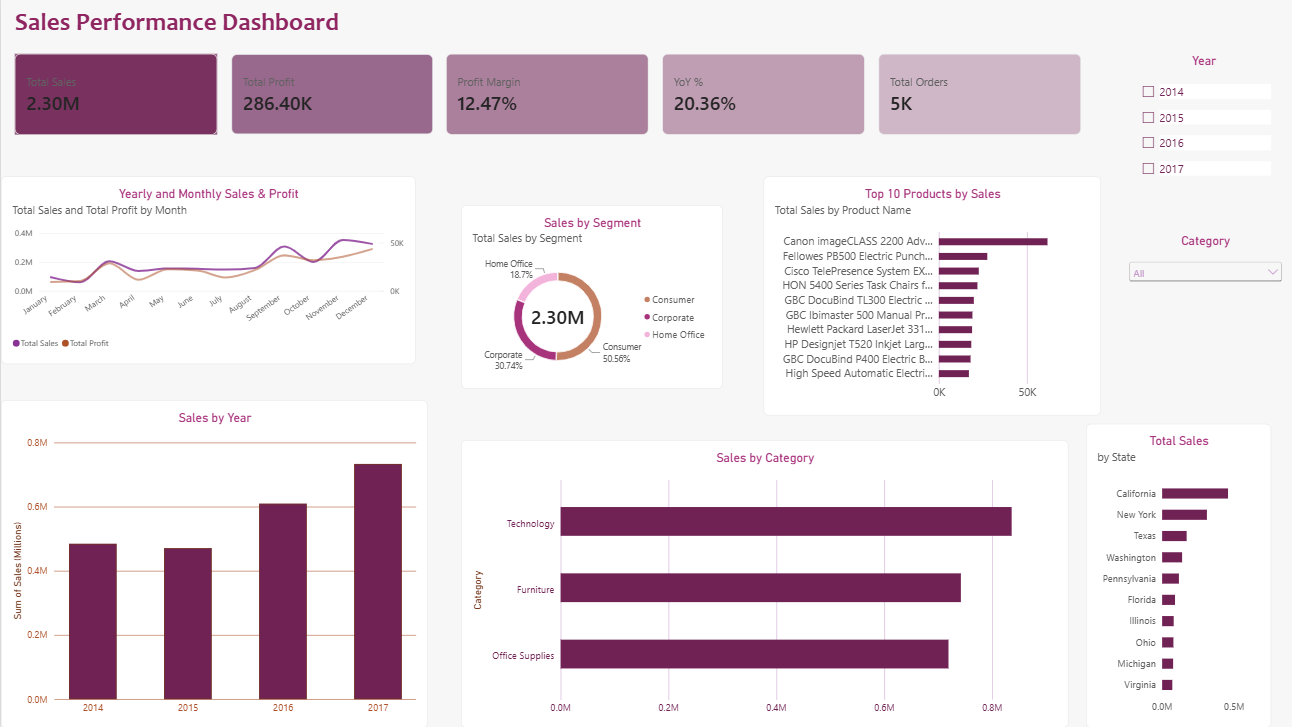 Sales Performance Dashboard
Total Sales
2.30M
Total Profit
286.40K
Profit Margin
12.47%
YoY %
20.36%
Total Orders
5K
Year
2014
2015
2016
2017
Category
All
Yearly and Monthly Sales & Profit
Total Sales and Total Profit by Month
0.4M
0.2M
0.0M
50K
0K
January
February
March
April
May
June
July
August
September
October
November
December
Total Sales
Total Profit
Sales by Segment
Total Sales by Segment
Home Office
18.7%
2.30M
Corporate
30.74%
Consumer
50.56%
Consumer
Corporate
Home Office
Top 10 Products by Sales
Total Sales by Product Name
Canon imageCLASS 2200 Adv...
Fellowes PB500 Electric Punch...
Cisco TelePresence System EX...
HON 5400 Series Task Chairs f...
GBC DocuBind TL300 Electric ...
GBC Ibimaster 500 Manual Pr...
Hewlett Packard LaserJet 331...
HP Designjet T520 Inkjet Larg...
GBC DocuBind P400 Electric B...
High Speed Automatic Electri...
0K
50K
Sales by Year
Sum of Sales (Millions)
0.8M
0.6M
0.4M
0.2M
0.0M
2014
2015
2016
2017
Sales by Category
Category
Technology
Furniture
Office Supplies
0.0M
0.2M
0.4M
0.6M
0.8M
Total Sales
by State
California
New York
Texas
Washington
Pennsylvania
Florida
Illinois
Ohio
Michigan
Virginia
0.0M
0.5M